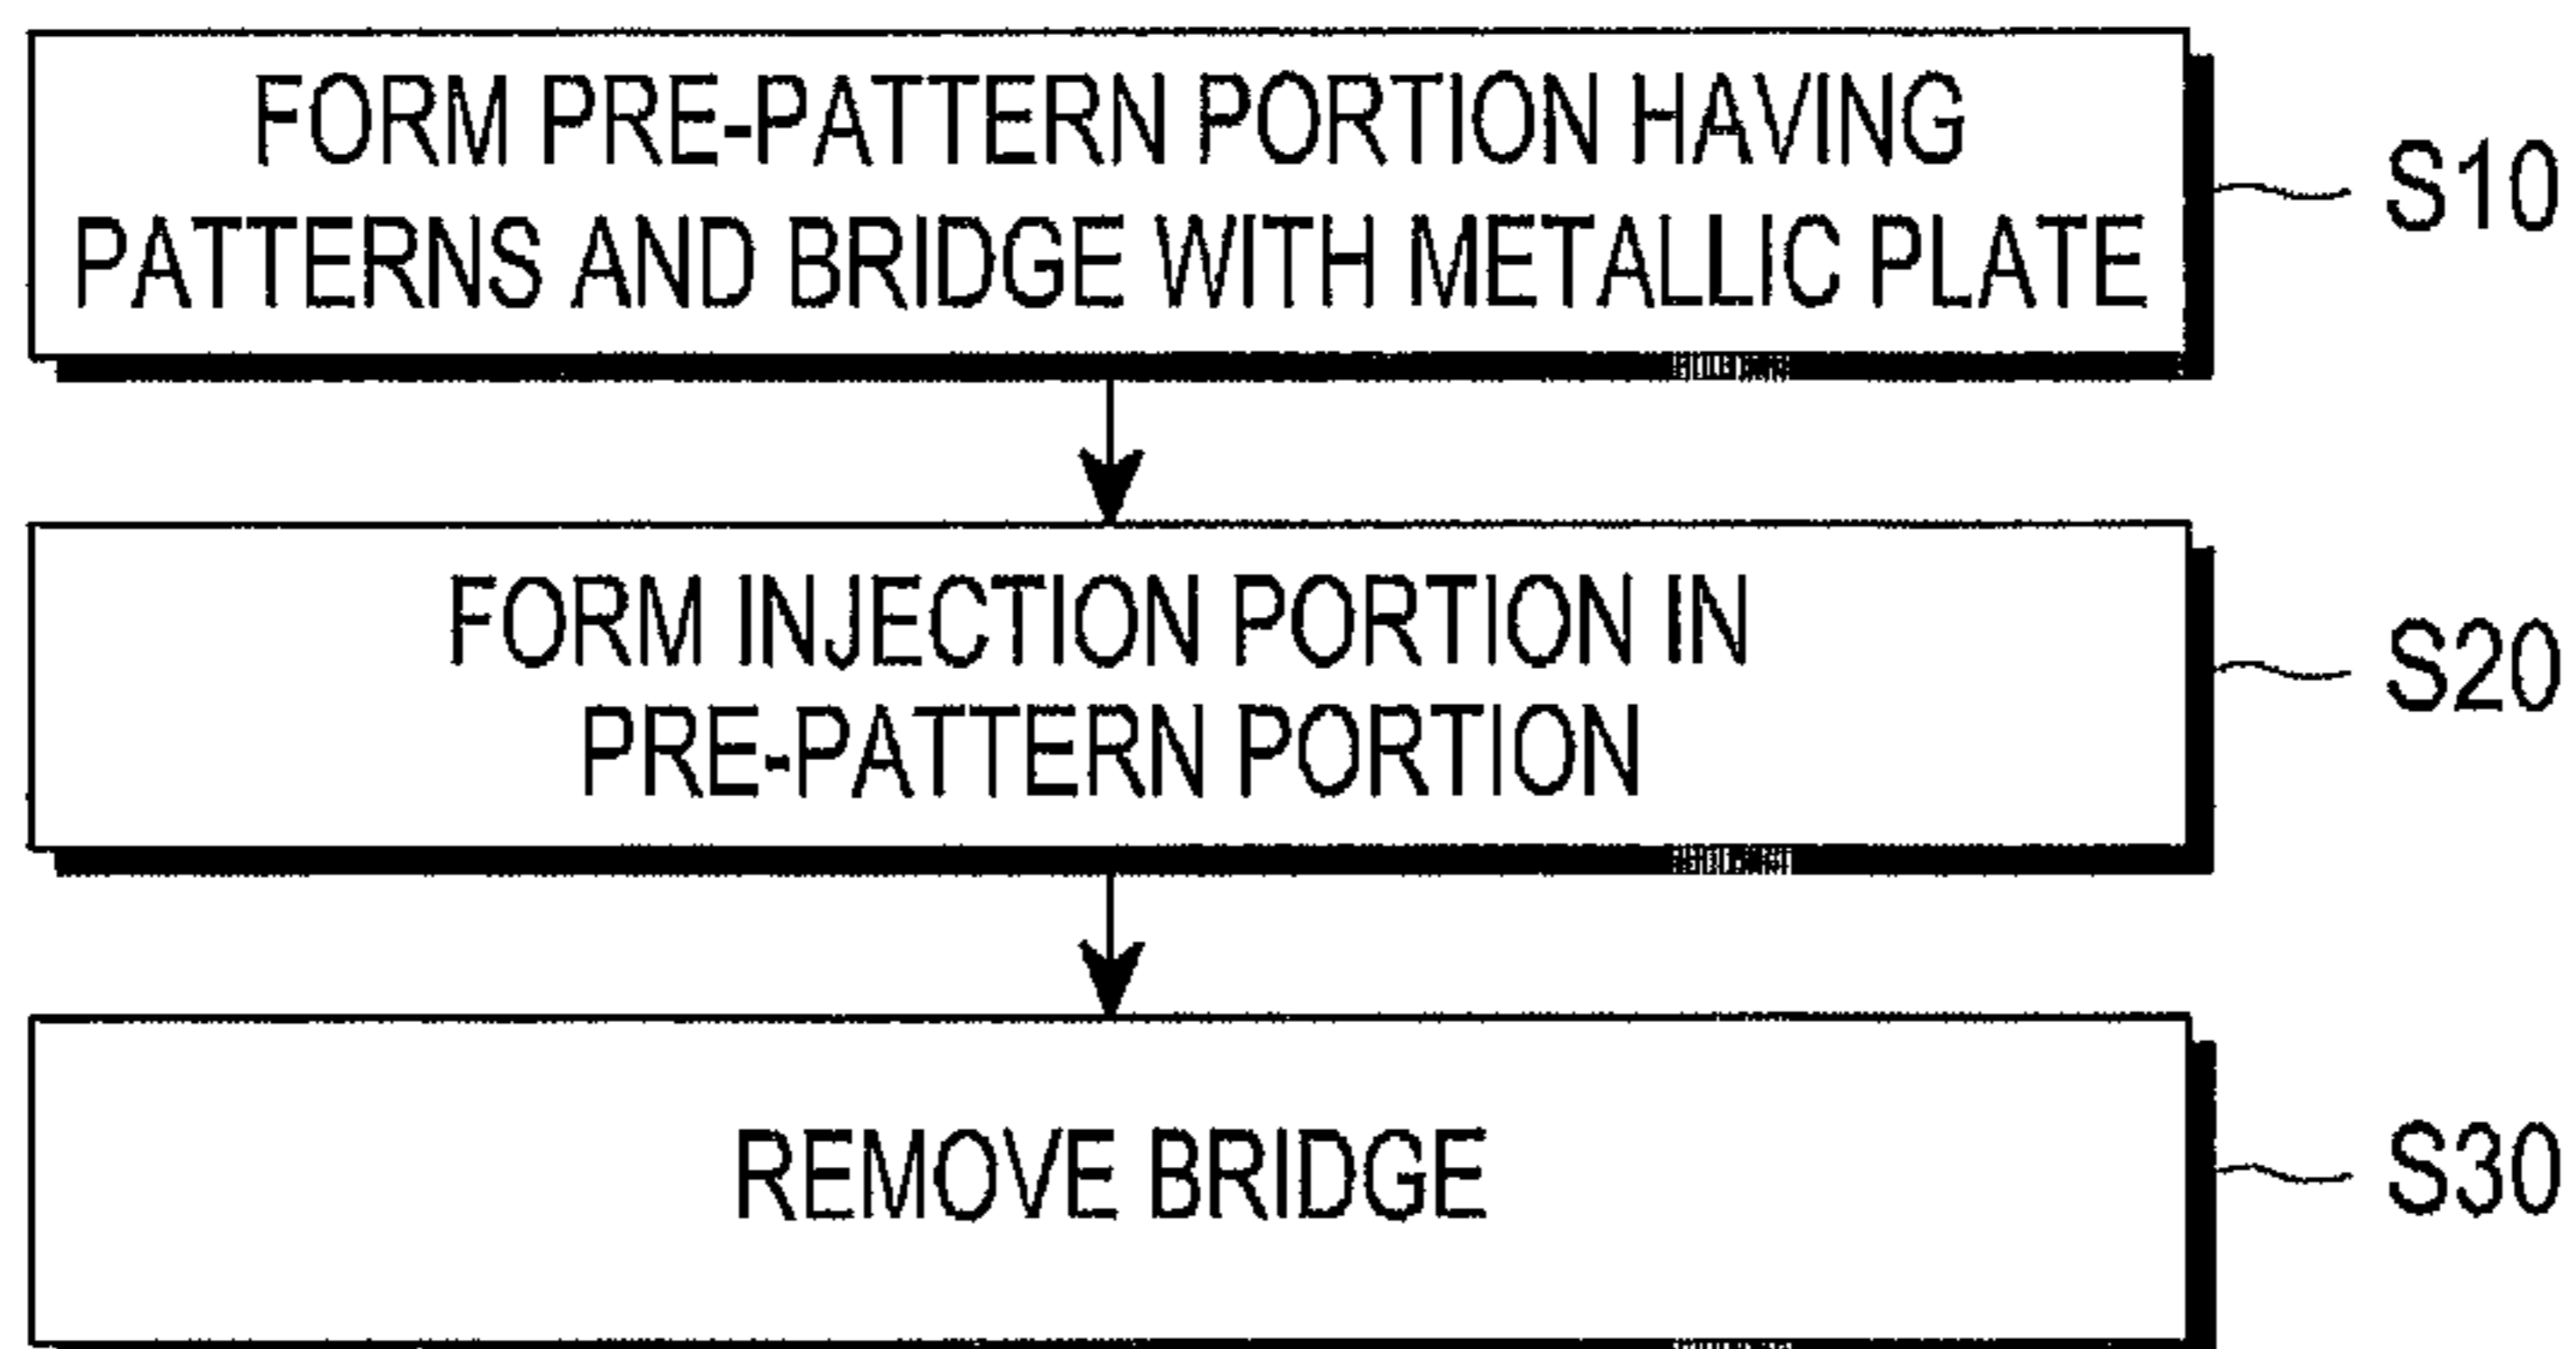 FORM PRE-PATTERN PORTION HAVING
PATTERNS AND BRIDGE WITH METALLIC PLATE
S10
FORM INJECTION PORTION IN
PRE-PATTERN PORTION
S20
REMOVE BRIDGE
S30